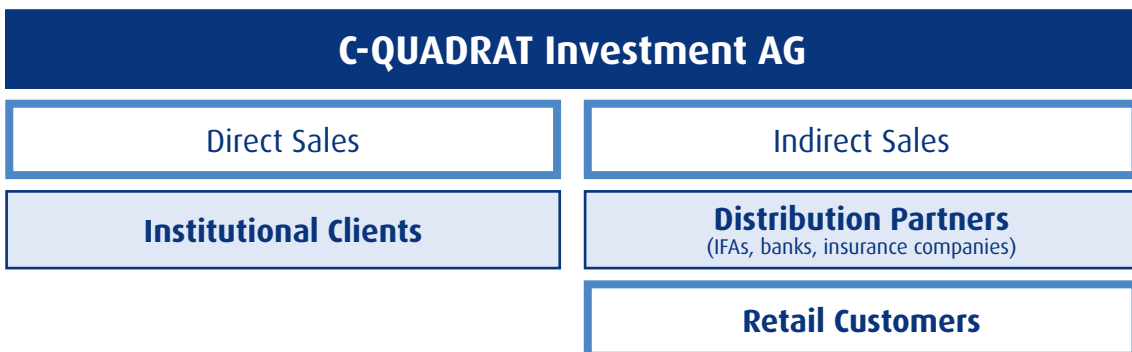 C-QUADRAT Investment AG
Direct Sales
Indirect Sales
Institutional Clients
Distribution Partners
(IFAs, banks, insurance companies)
Retail Customers